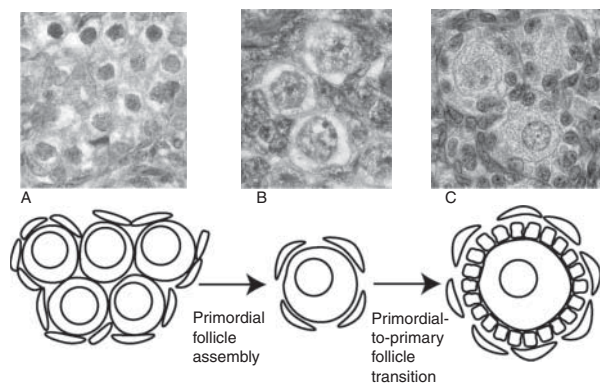 A
B
C
Primordial
follicle
assembly
Primordial-
to-primary
follicle
transition